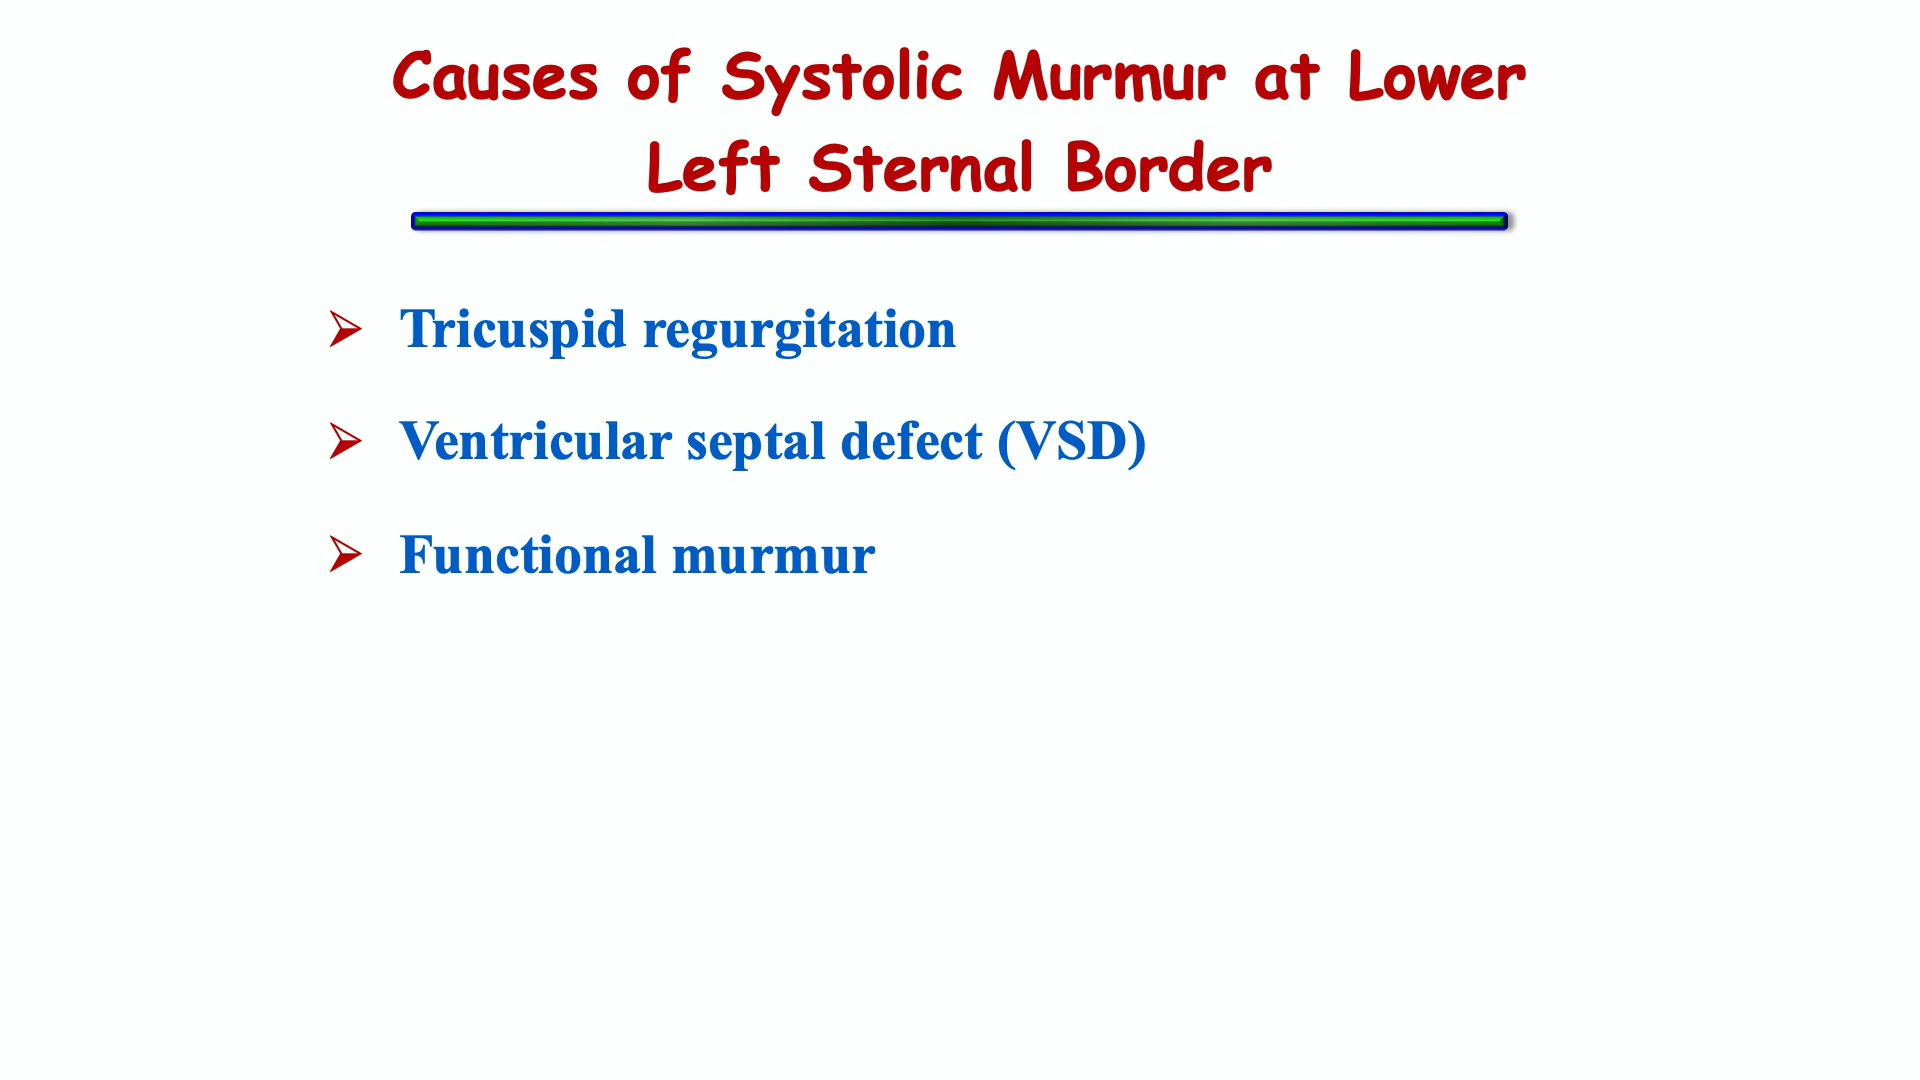 Causes of Systolic Murmur at Lower
Left Sternal Border
➢ Tricuspid regurgitation
➢ Ventricular septal defect (VSD)
➢ Functional murmur